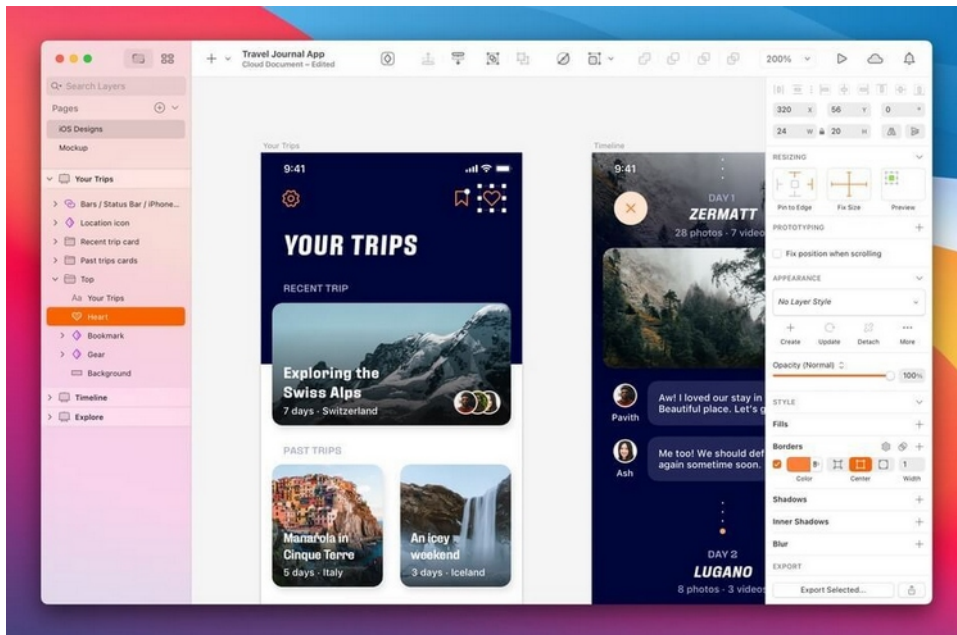 Travel Journal App
Cloud Document – Edited
200%
Search Layers
Pages
iOS Designs
Mockup
Your Trips
Bars / Status Bar / iPhone...
Location icon
Recent trip card
Past trips cards
Top
Aa Your Trips
Heart
Bookmark
Gear
Background
Timeline
Explore
Your Trips
9:41
YOUR TRIPS
RECENT TRIP
Exploring the
Swiss Alps
7 days · Switzerland
PAST TRIPS
Manarola in
Cinque Terre
5 days · Italy
An icey
weekend
3 days · Iceland
Timeline
9:41
DAY 1
ZERMATT
28 photos · 7 video
Pavith
Aw! I loved our stay in
Beautiful place. Let's g
Ash
Me too! We should def
again sometime soon.
DAY 2
LUGANO
8 photos · 3 videos
320 X 56 Y 0 °
24 W 20 H
RESIZING
Pin to Edge Fix Size Preview
PROTOTYPING
Fix position when scrolling
APPEARANCE
No Layer Style
Create Update Detach More
Opacity (Normal)
100%
STYLE
Fills
Borders
1
Color Center Width
Shadows
Inner Shadows
Blur
EXPORT
Export Selected...